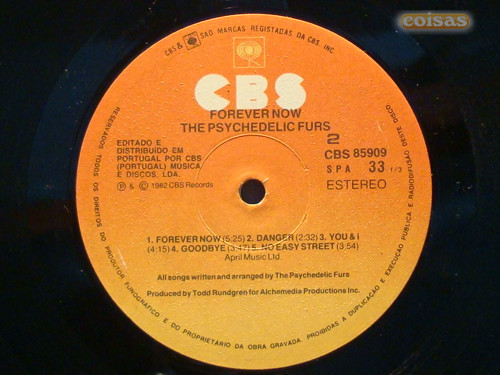 coisas
CBS & SAO MARCAS REGISTADAS DA CBS INC.
CBS
FOREVER NOW
THE PSYCHEDELIC FURS
2
EDITADO E
DISTRIBUIDO EM
PORTUGAL POR CBS
(PORTUGAL) MUSICA
E DISCOS, LDA.
℗ & © 1982 CBS Records
CBS 85909
SPA 33 1/3
ESTEREO
1. FOREVER NOW (5:25) 2. DANGER (2:32) 3. YOU & i
(4:15) 4. GOODBYE (3:47) 5. NO EASY STREET (3:54)
April Music Ltd.
All songs written and arranged by The Psychedelic Furs
Produced by Todd Rundgren for Alchemedia Productions Inc.
RESERVADOS TODOS OS DIREITOS DO PRODUTOR FONOGRAFICO E DO PROPRIETARIO DA OBRA GRAVADA. PROIBIDAS A DUPLICAÇÃO E EXECUÇÃO PUBLICA E RADIODIFUSÃO DESTE DISCO